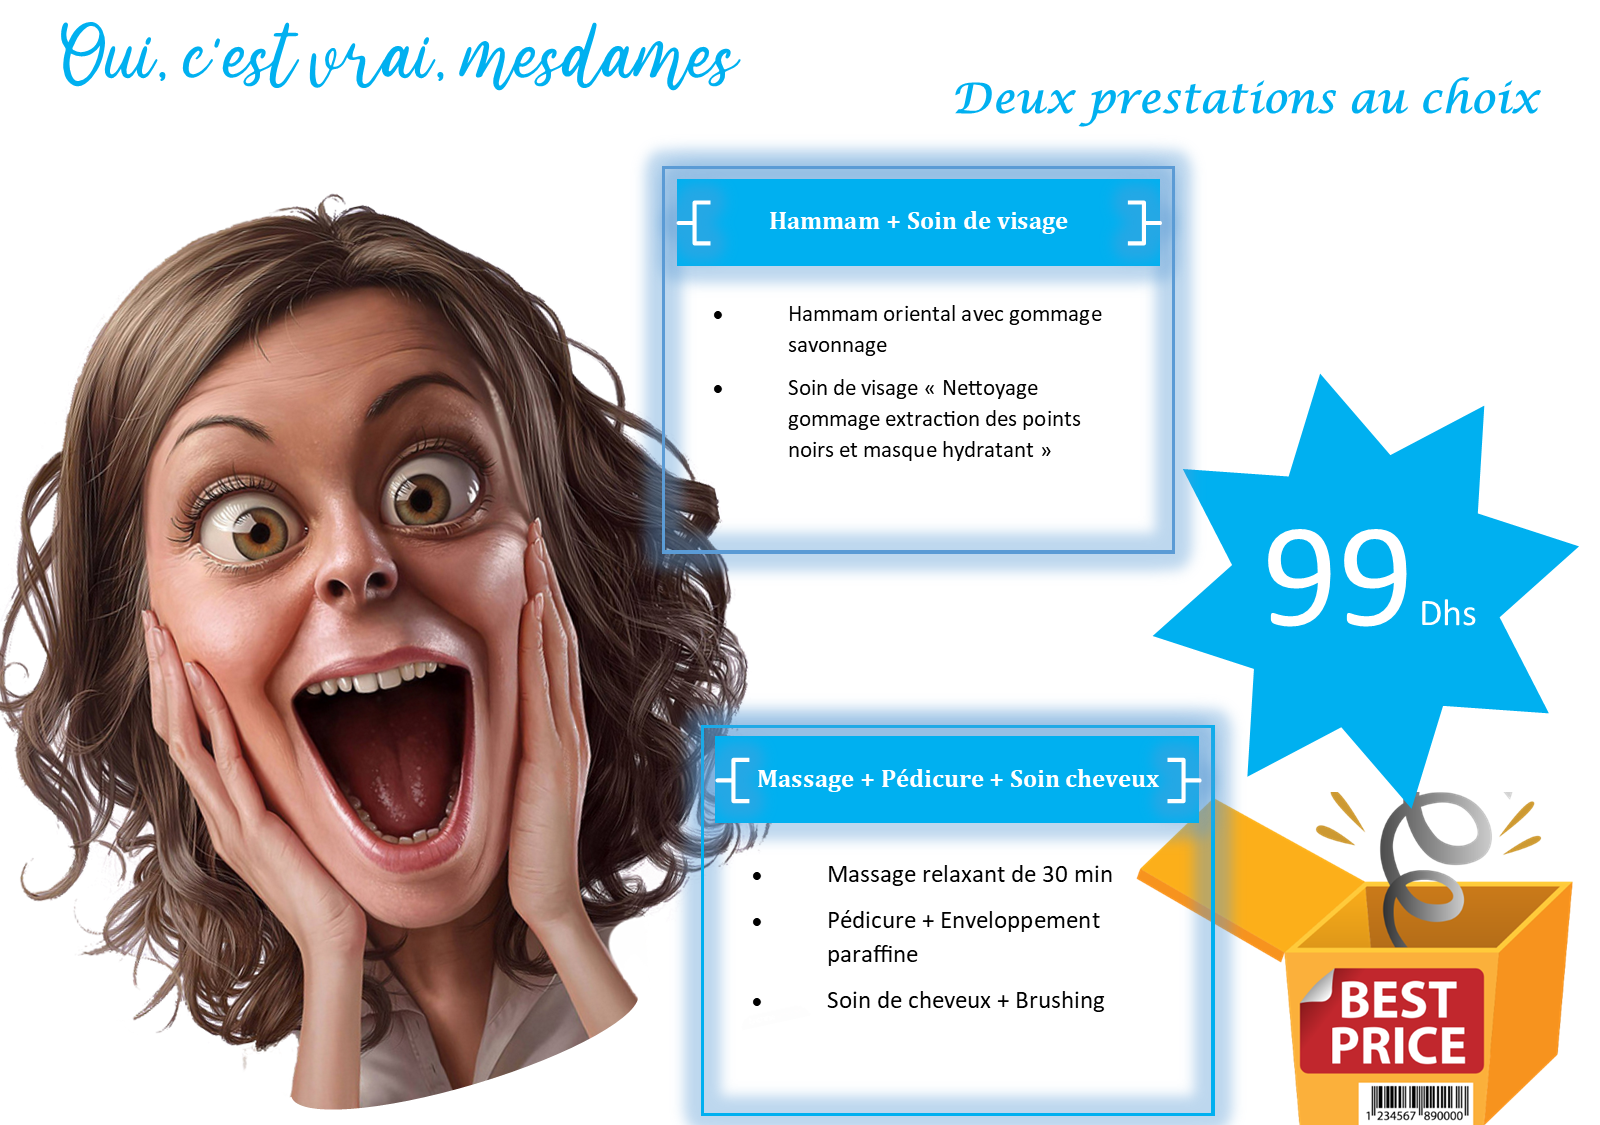 Oui, c'est vrai, mesdames
Deux prestations au choix
Hammam + Soin de visage
• Hammam oriental avec gommage
savonnage
• Soin de visage « Nettoyage
gommage extraction des points
noirs et masque hydratant »
99 Dhs
Massage + Pédicure + Soin cheveux
• Massage relaxant de 30 min
• Pédicure + Enveloppement
paraffine
• Soin de cheveux + Brushing
BEST
PRICE
1 234567 890000